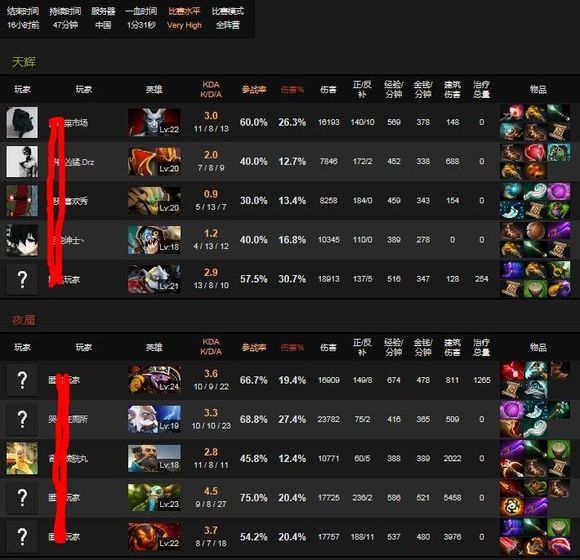 结束时间 持续时间 服务器 一血时间 比赛水平 比赛模式
16小时前 47分钟 中国 1分31秒 Very High 全阵营
天辉
玩家 玩家 英雄 KDA K/D/A 参战率 伤害% 伤害 正/反补 经验/分钟 金钱/分钟 建筑伤害 治疗总量 物品
菜市场 Lv.22 3.0 11 / 8 / 13 60.0% 26.3% 16193 140/10 569 378 148 0
凶猛.Drz Lv.20 2.0 7 / 8 / 9 40.0% 12.7% 7846 172/2 452 338 688 0
喜欢秀 Lv.20 0.9 5 / 13 / 7 30.0% 13.4% 8258 184/0 459 343 154 0
绅士丶 Lv.18 1.2 4 / 13 / 12 40.0% 16.8% 10345 110/0 389 278 0 0
? 玩家 Lv.21 2.9 13 / 8 / 10 57.5% 30.7% 18913 137/5 516 347 128 254
夜魇
玩家 玩家 英雄 KDA K/D/A 参战率 伤害% 伤害 正/反补 经验/分钟 金钱/分钟 建筑伤害 治疗总量 物品
? 匿 玩家 Lv.24 3.6 10 / 9 / 22 66.7% 19.4% 16909 149/8 674 478 811 1265
? 哭 厕所 Lv.19 3.3 10 / 10 / 23 68.8% 27.4% 23782 75/2 416 365 509 0
丸 Lv.18 2.8 11 / 8 / 11 45.8% 12.4% 10771 60/5 388 389 2022 0
? 匿 玩家 Lv.23 4.5 9 / 8 / 27 75.0% 20.4% 17725 236/2 586 521 5458 0
? 匿 玩家 Lv.22 3.7 8 / 7 / 18 54.2% 20.4% 17757 188/11 537 480 3976 0